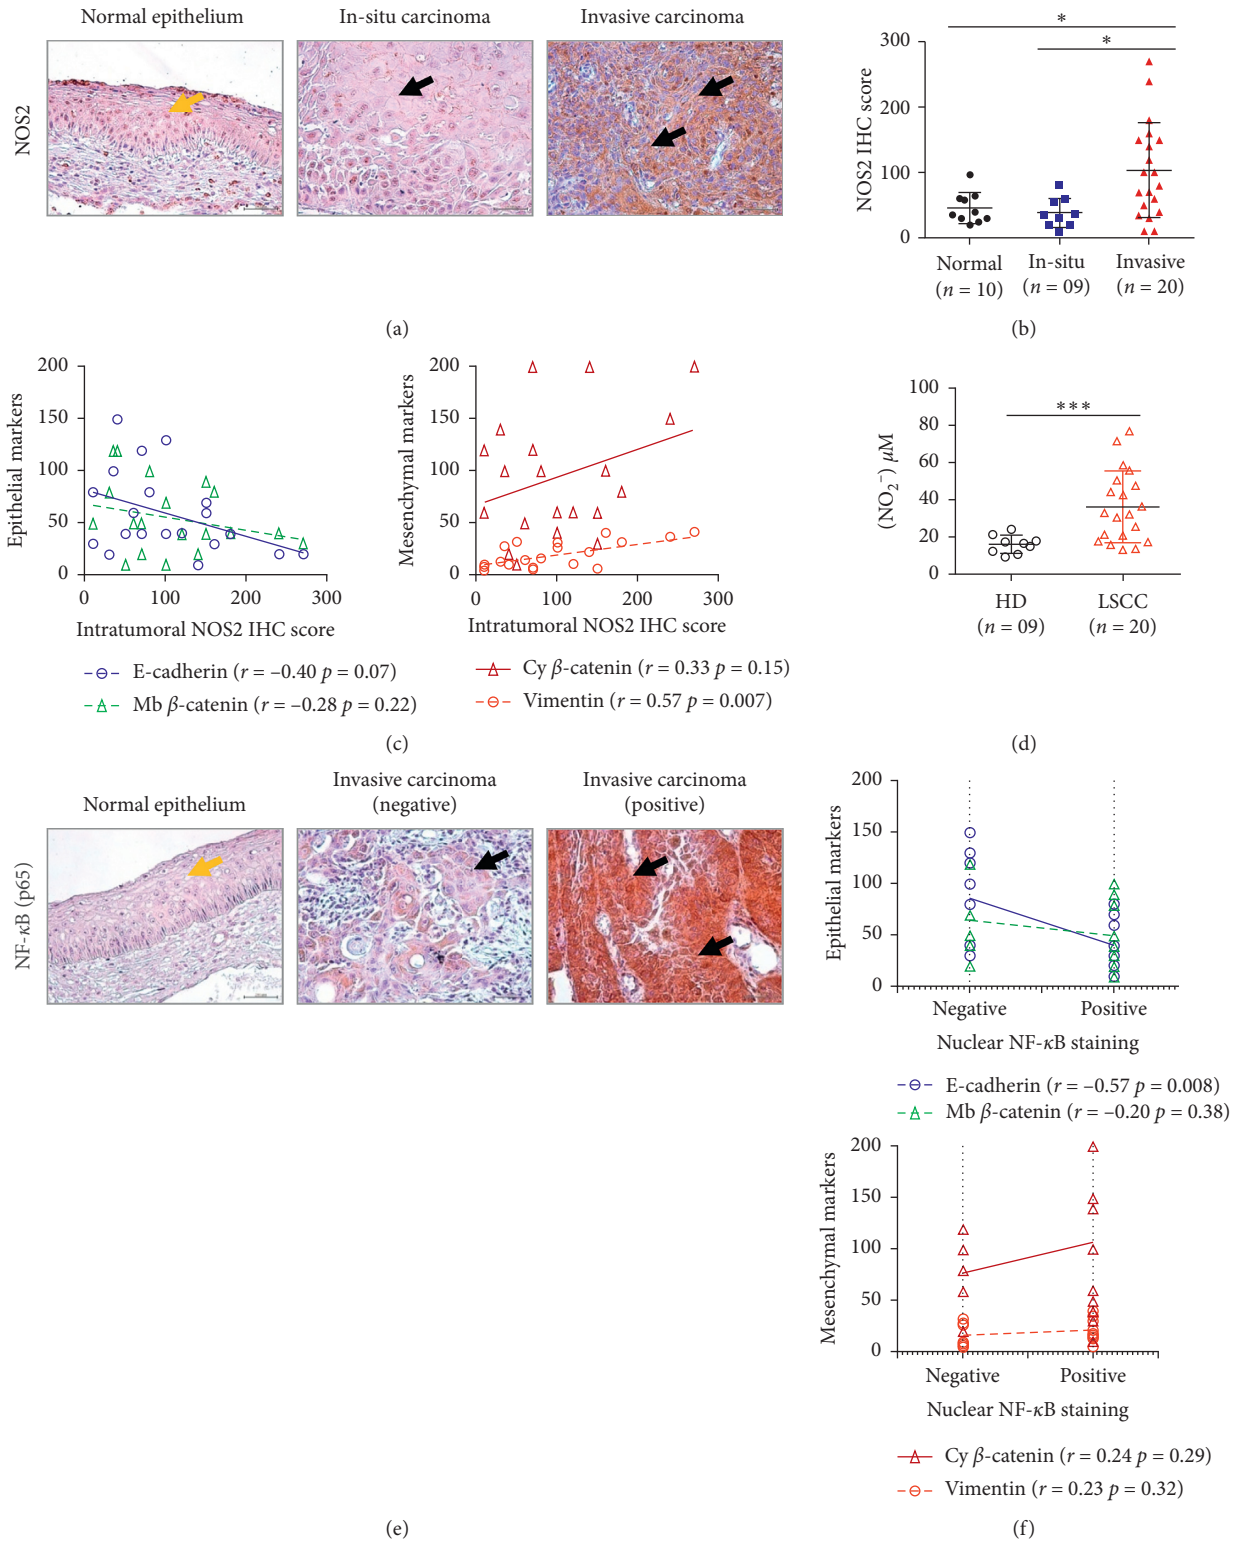 Normal epithelium
In-situ carcinoma
Invasive carcinoma
NOS2
(a)
*
*
NOS2 IHC score
300
200
100
0
Normal
(n = 10)
In-situ
(n = 09)
Invasive
(n = 20)
(b)
Epithelial markers
200
150
100
50
0
0
100
200
300
Intratumoral NOS2 IHC score
E-cadherin (r = –0.40 p = 0.07)
Mb β-catenin (r = –0.28 p = 0.22)
Mesenchymal markers
200
150
100
50
0
0
100
200
300
Intratumoral NOS2 IHC score
Cy β-catenin (r = 0.33 p = 0.15)
Vimentin (r = 0.57 p = 0.007)
(c)
(NO₂⁻) μM
100
80
60
40
20
0
***
HD
(n = 09)
LSCC
(n = 20)
(d)
Normal epithelium
Invasive carcinoma
(negative)
Invasive carcinoma
(positive)
NF-κB (p65)
(e)
Epithelial markers
200
150
100
50
0
Negative
Positive
Nuclear NF-κB staining
E-cadherin (r = –0.57 p = 0.008)
Mb β-catenin (r = –0.20 p = 0.38)
Mesenchymal markers
200
150
100
50
0
Negative
Positive
Nuclear NF-κB staining
Cy β-catenin (r = 0.24 p = 0.29)
Vimentin (r = 0.23 p = 0.32)
(f)